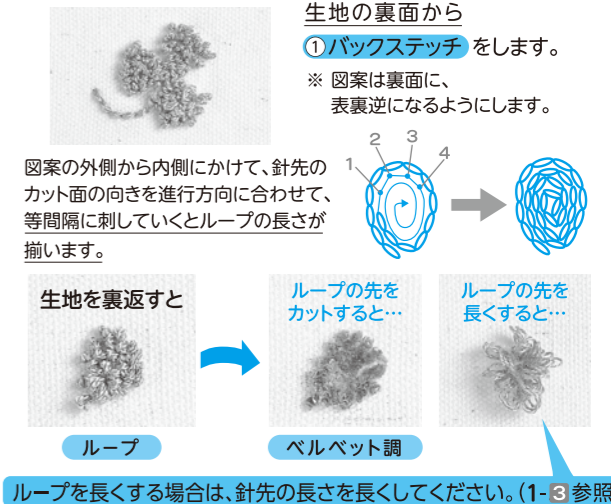 生地の裏面から
①バックステッチをします。
※ 図案は裏面に、
表裏逆になるようにします。
図案の外側から内側にかけて、針先の
カット面の向きを進行方向に合わせて、
等間隔に刺していくとループの長さが
揃います。
1
2
3
4
生地を裏返すと
ループ
ループの先を
カットすると…
ベルベット調
ループの先を
長くすると…
ループを長くする場合は、針先の長さを長くしてください。(1-3参照